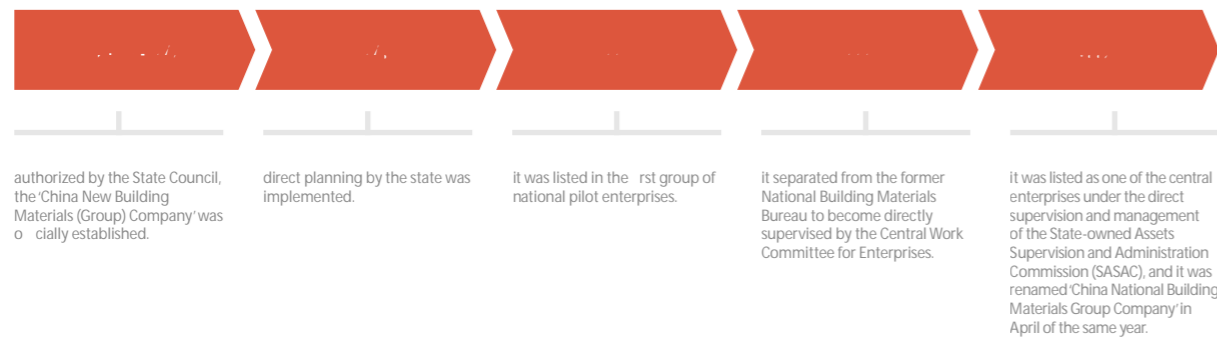 authorized by the State Council,
the ‘China New Building
Materials (Group) Company’ was
o cially established.
direct planning by the state was
implemented.
it was listed in the rst group of
national pilot enterprises.
it separated from the former
National Building Materials
Bureau to become directly
supervised by the Central Work
Committee for Enterprises.
it was listed as one of the central
enterprises under the direct
supervision and management
of the State-owned Assets
Supervision and Administration
Commission (SASAC), and it was
renamed ‘China National Building
Materials Group Company’ in
April of the same year.